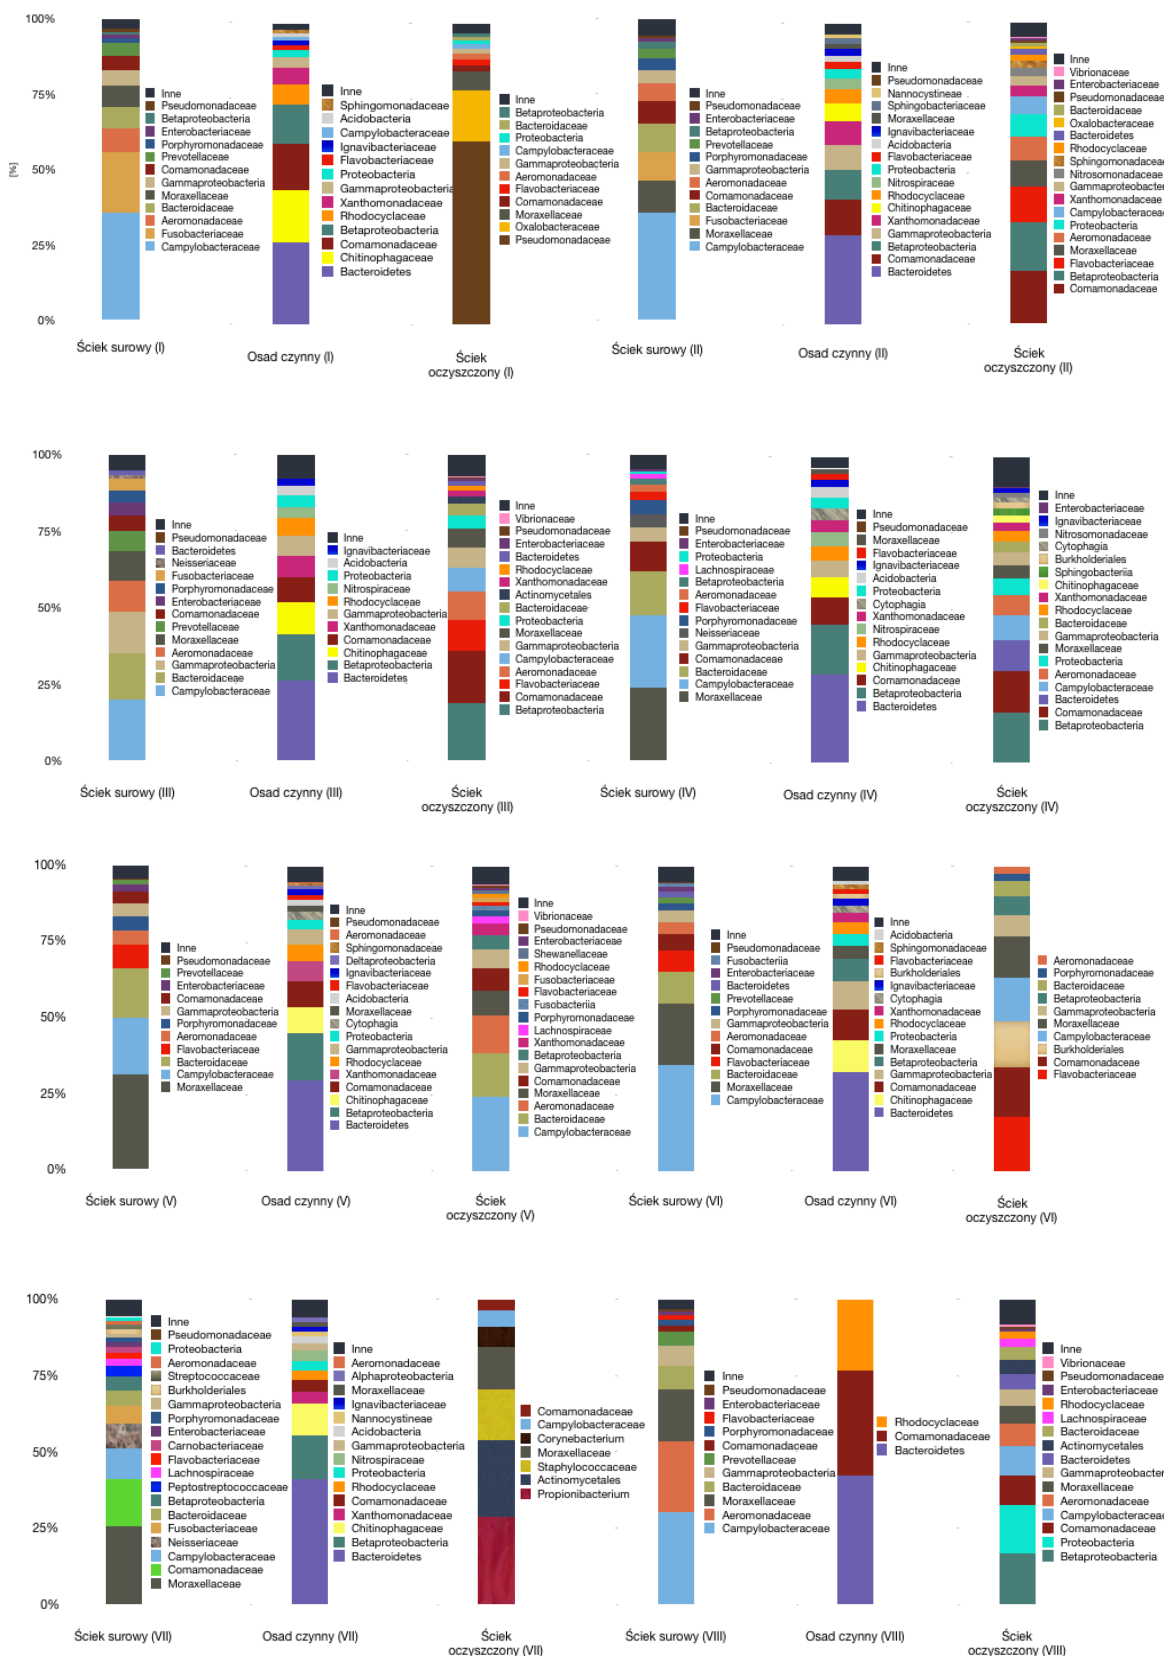 100%
75%
[%]
50%
25%
0%
Inne
Pseudomonadaceae
Betaproteobacteria
Enterobacteriaceae
Porphyromonadaceae
Prevotellaceae
Comamonadaceae
Gammaproteobacteria
Moraxellaceae
Bacteroidaceae
Aeromonadaceae
Fusobacteriaceae
Campylobacteraceae
Ściek surowy (I)
Inne
Sphingomonadaceae
Acidobacteria
Campylobacteraceae
Ignavibacteriaceae
Flavobacteriaceae
Proteobacteria
Gammaproteobacteria
Xanthomonadaceae
Rhodocyclaceae
Betaproteobacteria
Comamonadaceae
Chitinophagaceae
Bacteroidetes
Osad czynny (I)
Inne
Betaproteobacteria
Bacteroidaceae
Proteobacteria
Campylobacteraceae
Gammaproteobacteria
Aeromonadaceae
Flavobacteriaceae
Comamonadaceae
Moraxellaceae
Oxalobacteraceae
Pseudomonadaceae
Ściek
oczyszczony (I)
Inne
Pseudomonadaceae
Enterobacteriaceae
Betaproteobacteria
Prevotellaceae
Porphyromonadaceae
Gammaproteobacteria
Aeromonadaceae
Comamonadaceae
Bacteroidaceae
Fusobacteriaceae
Moraxellaceae
Campylobacteraceae
Ściek surowy (II)
Inne
Pseudomonadaceae
Nannocystineae
Sphingobacteriaceae
Moraxellaceae
Ignavibacteriaceae
Acidobacteria
Flavobacteriaceae
Proteobacteria
Nitrospiraceae
Rhodocyclaceae
Chitinophagaceae
Xanthomonadaceae
Gammaproteobacteria
Betaproteobacteria
Comamonadaceae
Bacteroidetes
Osad czynny (II)
Inne
Vibrionaceae
Enterobacteriaceae
Pseudomonadaceae
Bacteroidaceae
Oxalobacteraceae
Bacteroidetes
Rhodocyclaceae
Sphingomonadaceae
Nitrosomonadaceae
Gammaproteobacter
Xanthomonadaceae
Campylobacteraceae
Proteobacteria
Aeromonadaceae
Moraxellaceae
Flavobacteriaceae
Betaproteobacteria
Comamonadaceae
Ściek
oczyszczony (II)
100%
75%
50%
25%
0%
Inne
Pseudomonadaceae
Bacteroidetes
Neisseriaceae
Fusobacteriaceae
Porphyromonadaceae
Enterobacteriaceae
Comamonadaceae
Prevotellaceae
Moraxellaceae
Aeromonadaceae
Gammaproteobacteria
Bacteroidaceae
Campylobacteraceae
Ściek surowy (III)
Inne
Ignavibacteriaceae
Acidobacteria
Proteobacteria
Nitrospiraceae
Rhodocyclaceae
Gammaproteobacteria
Xanthomonadaceae
Comamonadaceae
Chitinophagaceae
Betaproteobacteria
Bacteroidetes
Osad czynny (III)
Inne
Vibrionaceae
Pseudomonadaceae
Enterobacteriaceae
Bacteroidetes
Rhodocyclaceae
Xanthomonadaceae
Actinomycetales
Bacteroidaceae
Proteobacteria
Moraxellaceae
Gammaproteobacteria
Campylobacteraceae
Aeromonadaceae
Flavobacteriaceae
Comamonadaceae
Betaproteobacteria
Ściek
oczyszczony (III)
Inne
Pseudomonadaceae
Enterobacteriaceae
Proteobacteria
Lachnospiraceae
Betaproteobacteria
Aeromonadaceae
Flavobacteriaceae
Porphyromonadaceae
Neisseriaceae
Gammaproteobacteria
Comamonadaceae
Bacteroidaceae
Campylobacteraceae
Moraxellaceae
Ściek surowy (IV)
Inne
Pseudomonadaceae
Moraxellaceae
Flavobacteriaceae
Ignavibacteriaceae
Acidobacteria
Proteobacteria
Cytophagia
Xanthomonadaceae
Nitrospiraceae
Rhodocyclaceae
Gammaproteobacteria
Chitinophagaceae
Comamonadaceae
Betaproteobacteria
Bacteroidetes
Osad czynny (IV)
Inne
Enterobacteriaceae
Ignavibacteriaceae
Nitrosomonadaceae
Cytophagia
Burkholderiales
Sphingobacteriia
Chitinophagaceae
Xanthomonadaceae
Rhodocyclaceae
Bacteroidaceae
Gammaproteobacteria
Moraxellaceae
Proteobacteria
Aeromonadaceae
Campylobacteraceae
Bacteroidetes
Comamonadaceae
Betaproteobacteria
Ściek
oczyszczony (IV)
100%
75%
50%
25%
0%
Inne
Pseudomonadaceae
Prevotellaceae
Enterobacteriaceae
Comamonadaceae
Gammaproteobacteria
Porphyromonadaceae
Aeromonadaceae
Flavobacteriaceae
Bacteroidaceae
Campylobacteraceae
Moraxellaceae
Ściek surowy (V)
Inne
Pseudomonadaceae
Aeromonadaceae
Sphingomonadaceae
Deltaproteobacteria
Ignavibacteriaceae
Flavobacteriaceae
Acidobacteria
Moraxellaceae
Cytophagia
Proteobacteria
Gammaproteobacteria
Rhodocyclaceae
Xanthomonadaceae
Comamonadaceae
Chitinophagaceae
Betaproteobacteria
Bacteroidetes
Osad czynny (V)
Inne
Vibrionaceae
Pseudomonadaceae
Enterobacteriaceae
Shewanellaceae
Rhodocyclaceae
Fusobacteriaceae
Flavobacteriaceae
Fusobacteriia
Porphyromonadaceae
Lachnospiraceae
Xanthomonadaceae
Betaproteobacteria
Gammaproteobacteria
Comamonadaceae
Moraxellaceae
Aeromonadaceae
Bacteroidaceae
Campylobacteraceae
Ściek
oczyszczony (V)
Inne
Pseudomonadaceae
Fusobacteriia
Enterobacteriaceae
Bacteroidetes
Prevotellaceae
Porphyromonadaceae
Gammaproteobacteria
Aeromonadaceae
Comamonadaceae
Flavobacteriaceae
Bacteroidaceae
Moraxellaceae
Campylobacteraceae
Ściek surowy (VI)
Inne
Acidobacteria
Sphingomonadaceae
Flavobacteriaceae
Burkholderiales
Ignavibacteriaceae
Cytophagia
Xanthomonadaceae
Rhodocyclaceae
Proteobacteria
Moraxellaceae
Betaproteobacteria
Gammaproteobacteria
Comamonadaceae
Chitinophagaceae
Bacteroidetes
Osad czynny (VI)
Aeromonadaceae
Porphyromonadaceae
Bacteroidaceae
Betaproteobacteria
Gammaproteobacteria
Moraxellaceae
Campylobacteraceae
Burkholderiales
Comamonadaceae
Flavobacteriaceae
Ściek
oczyszczony (VI)
100%
75%
50%
25%
0%
Inne
Pseudomonadaceae
Proteobacteria
Aeromonadaceae
Streptococcaceae
Burkholderiales
Gammaproteobacteria
Porphyromonadaceae
Enterobacteriaceae
Carnobacteriaceae
Flavobacteriaceae
Lachnospiraceae
Peptostreptococcaceae
Betaproteobacteria
Bacteroidaceae
Fusobacteriaceae
Neisseriaceae
Campylobacteraceae
Comamonadaceae
Moraxellaceae
Ściek surowy (VII)
Inne
Aeromonadaceae
Alphaproteobacteria
Moraxellaceae
Ignavibacteriaceae
Nannocystineae
Acidobacteria
Gammaproteobacteria
Nitrospiraceae
Proteobacteria
Rhodocyclaceae
Comamonadaceae
Xanthomonadaceae
Chitinophagaceae
Betaproteobacteria
Bacteroidetes
Osad czynny (VII)
Comamonadaceae
Campylobacteraceae
Corynebacterium
Moraxellaceae
Staphylococcaceae
Actinomycetales
Propionibacterium
Ściek
oczyszczony (VII)
Inne
Pseudomonadaceae
Enterobacteriaceae
Flavobacteriaceae
Porphyromonadaceae
Comamonadaceae
Prevotellaceae
Gammaproteobacteria
Bacteroidaceae
Moraxellaceae
Aeromonadaceae
Campylobacteraceae
Ściek surowy (VIII)
Rhodocyclaceae
Comamonadaceae
Bacteroidetes
Osad czynny (VIII)
Inne
Vibrionaceae
Pseudomonadaceae
Enterobacteriaceae
Rhodocyclaceae
Lachnospiraceae
Bacteroidaceae
Actinomycetales
Bacteroidetes
Gammaproteobacter
Moraxellaceae
Aeromonadaceae
Campylobacteraceae
Comamonadaceae
Proteobacteria
Betaproteobacteria
Ściek
oczyszczony (VIII)